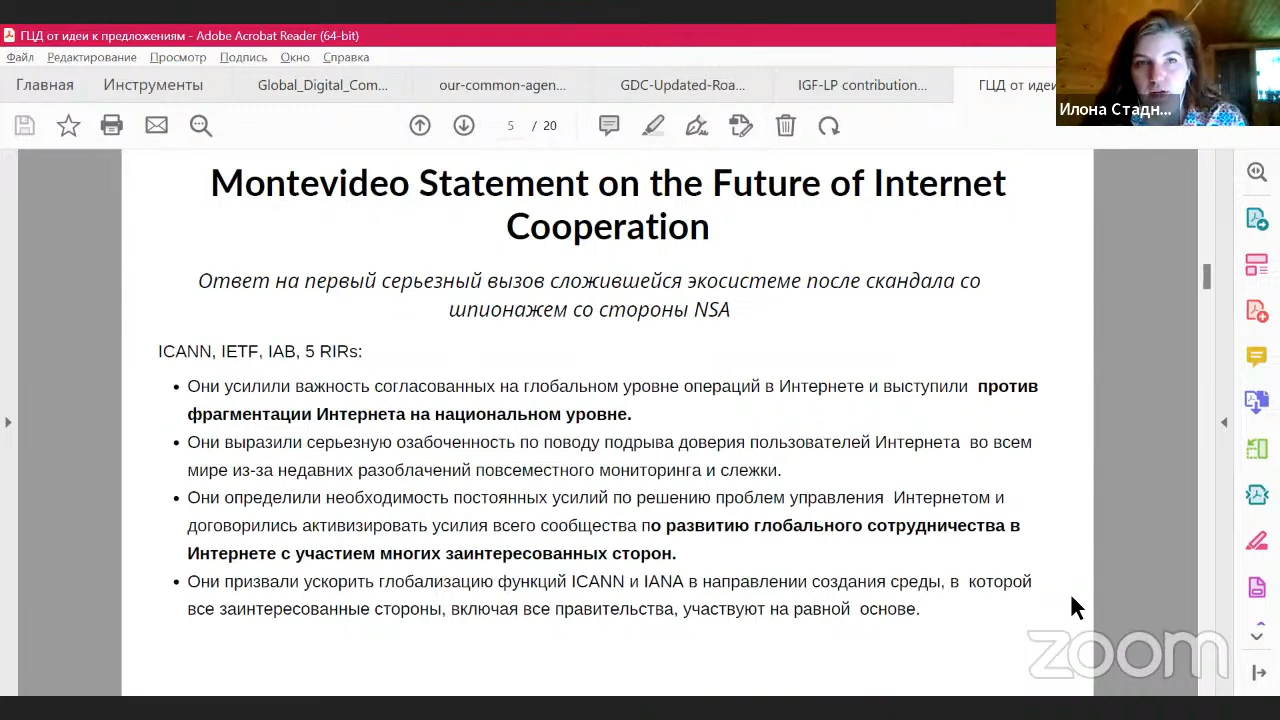 ГЦД от идеи к предложениям - Adobe Acrobat Reader (64-bit)
Файл Редактирование Просмотр Подпись Окно Справка
Главная Инструменты Global_Digital_Com... our-common-agen... GDC-Updated-Roa... IGF-LP contribution... ГЦД от идеи
Илона Стадн...
5 / 20
Montevideo Statement on the Future of Internet
Cooperation
Ответ на первый серьезный вызов сложившейся экосистеме после скандала со
шпионажем со стороны NSA
ICANN, IETF, IAB, 5 RIRs:
• Они усилили важность согласованных на глобальном уровне операций в Интернете и выступили против
фрагментации Интернета на национальном уровне.
• Они выразили серьезную озабоченность по поводу подрыва доверия пользователей Интернета во всем
мире из-за недавних разоблачений повсеместного мониторинга и слежки.
• Они определили необходимость постоянных усилий по решению проблем управления Интернетом и
договорились активизировать усилия всего сообщества по развитию глобального сотрудничества в
Интернете с участием многих заинтересованных сторон.
• Они призвали ускорить глобализацию функций ICANN и IANA в направлении создания среды, в которой
все заинтересованные стороны, включая все правительства, участвуют на равной основе.
zoom